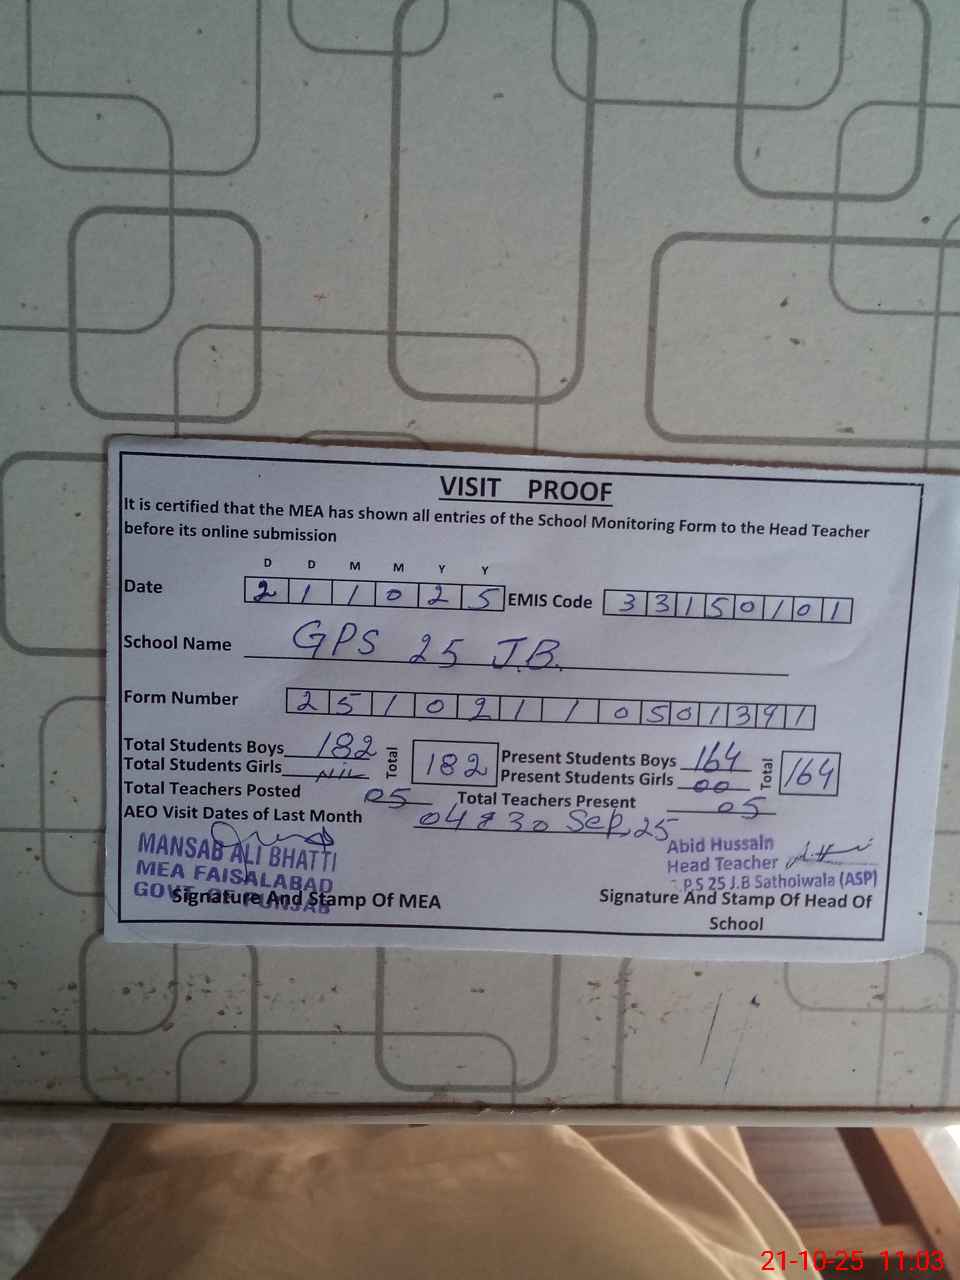 VISIT PROOF
It is certified that the MEA has shown all entries of the School Monitoring Form to the Head Teacher
before its online submission
D D M M Y Y
Date 2 1 1 0 2 5 EMIS Code 3 3 1 5 0 1 0 1
School Name GPS 25 J.B.
Form Number 2 5 1 0 2 1 1 0 5 0 1 3 9 1
Total Students Boys 182 Total 182 Present Students Boys 164 Total 164
Total Students Girls Nil Present Students Girls 00
Total Teachers Posted 05 Total Teachers Present 05
AEO Visit Dates of Last Month 04 & 30 Sep, 25
MANSAB ALI BHATTI
MEA FAISALABAD
GOVT OF PUNJAB
Signature And Stamp Of MEA
Abid Hussain
Head Teacher
P.S 25 J.B Sathoiwala (ASP)
Signature And Stamp Of Head Of
School
21-10-25 11:03